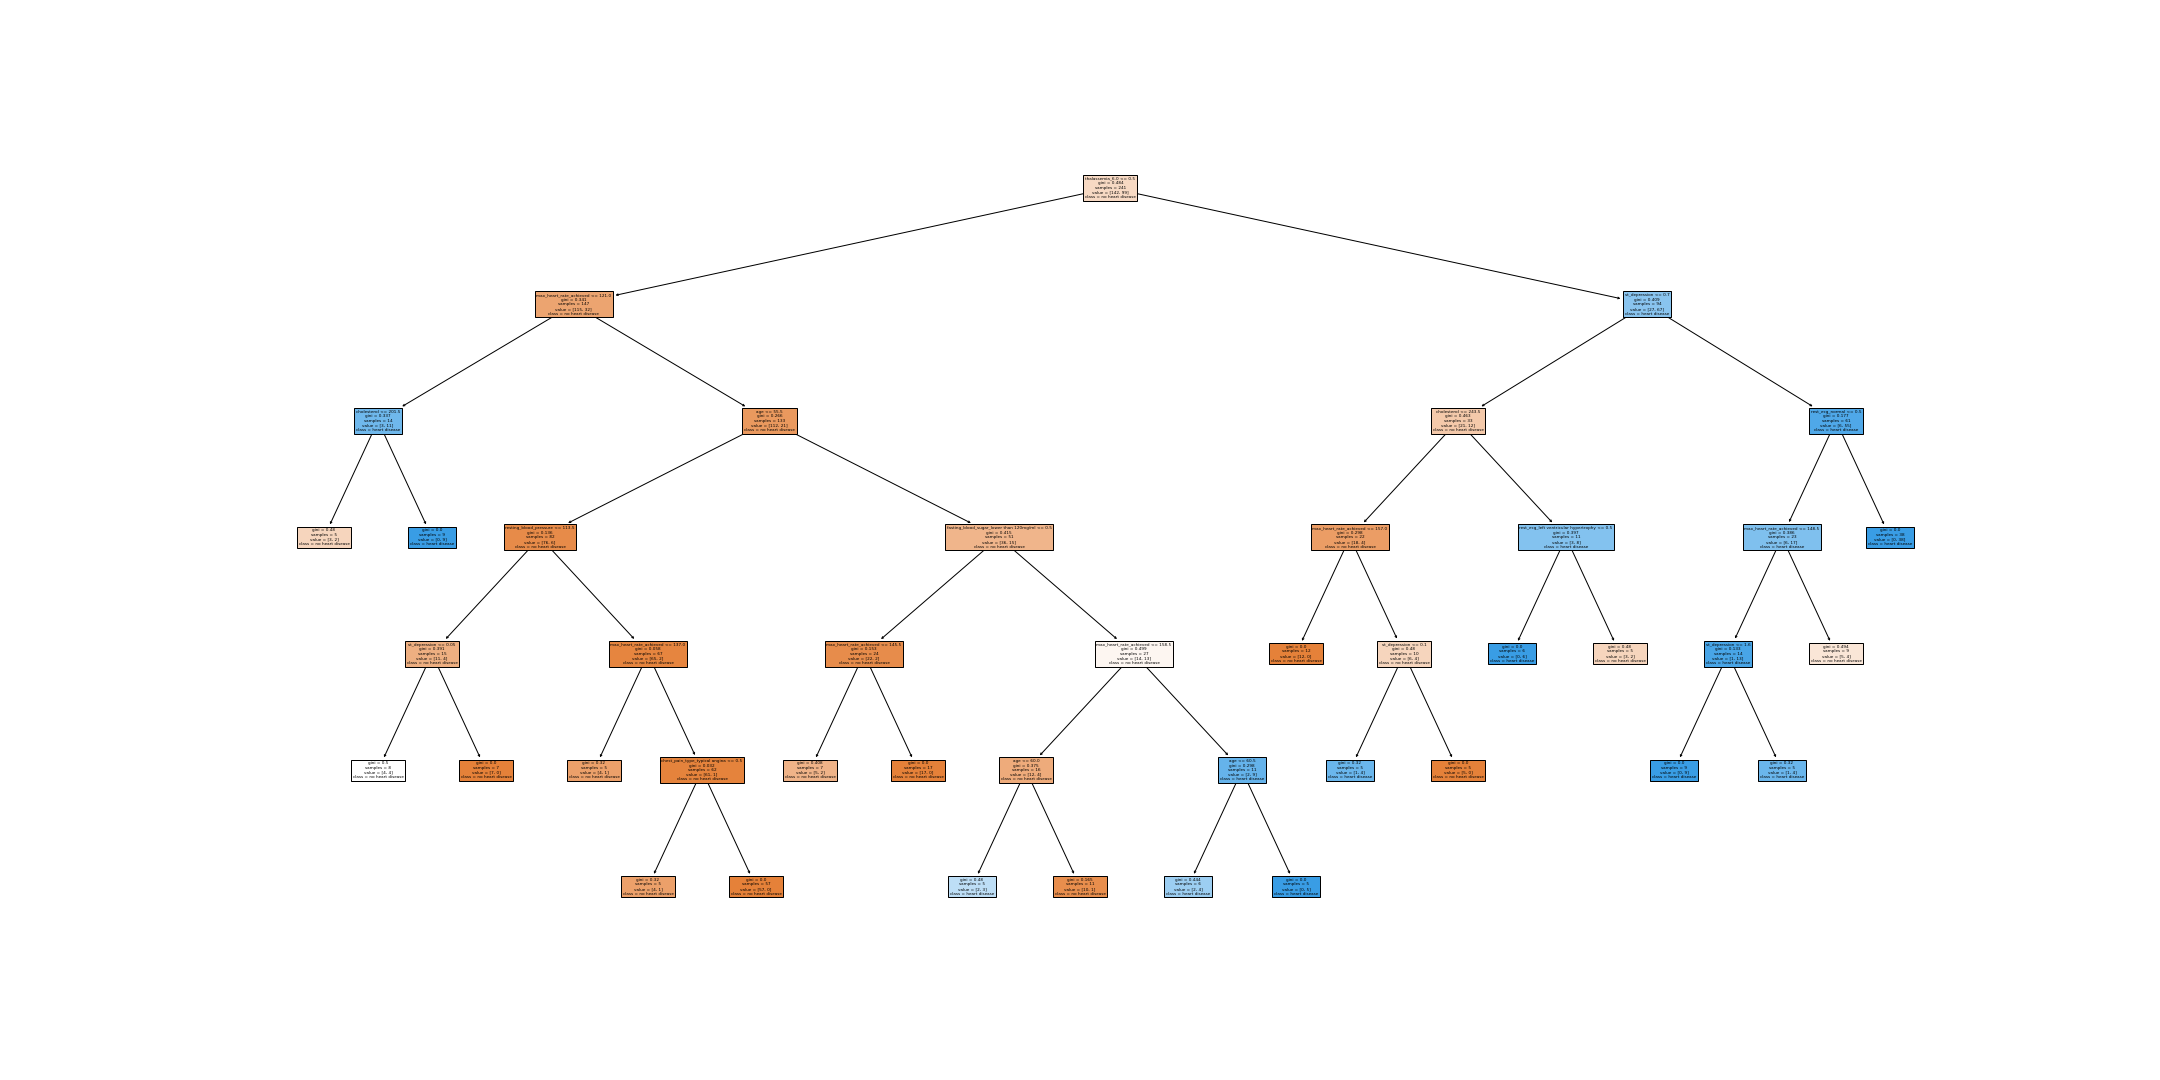 thalassemia_6.0 <= 0.5
gini = 0.484
samples = 241
value = [142, 99]
class = no heart disease
max_heart_rate_achieved <= 121.0
gini = 0.341
samples = 147
value = [115, 32]
class = no heart disease
st_depression <= 0.7
gini = 0.409
samples = 94
value = [27, 67]
class = heart disease
cholesterol <= 201.5
gini = 0.337
samples = 14
value = [3, 11]
class = heart disease
age <=
gini = 0.266
samples = 133
value = [112, 21]
class = no heart disease
cholesterol <= 243.5
gini = 0.463
samples = 33
value = [21, 12]
class = no heart disease
rest_ecg_normal <= 0.5
gini = 0.177
samples = 61
value = [6, 55]
class = heart disease
gini = 0.48
samples = 5
value = [3, 2]
class = no heart disease
gini = 0.0
samples = 9
value = [0, 9]
class = heart disease
resting_blood_pressure <= 113.5
gini = 0.136
samples = 82
value = [76, 6]
class = no heart disease
fasting_blood_sugar_lower than 120mg/ml <= 0.5
gini = 0.415
samples = 51
value = [36, 15]
class = no heart disease
max_heart_rate_achieved <= 157.0
gini = 0.298
samples = 22
value = [18, 4]
class = no heart disease
rest_ecg_left ventricular hypertrophy <= 0.5
gini = 0.397
samples = 11
value = [3, 8]
class = heart disease
max_heart_rate_achieved <= 148.5
gini = 0.386
samples = 23
value = [6, 17]
class = heart disease
gini = 0.0
samples = 38
value = [0, 38]
class = heart disease
st_depression <= 0.05
gini = 0.391
samples = 15
value = [11, 4]
class = no heart disease
max_heart_rate_achieved <= 137.0
gini = 0.058
samples = 67
value = [65, 2]
class = no heart disease
max_heart_rate_achieved <= 145.5
gini = 0.153
samples = 24
value = [22, 2]
class = no heart disease
max_heart_rate_achieved <= 158.5
gini = 0.499
samples = 27
value = [14, 13]
class = no heart disease
gini = 0.0
samples = 12
value = [12, 0]
class = no heart disease
st_depression <= 0.1
gini = 0.48
samples = 10
value = [6, 4]
class = no heart disease
gini = 0.0
samples = 6
value = [0, 6]
class = heart disease
gini = 0.48
samples = 5
value = [3, 2]
class = no heart disease
st_depression <=
gini = 0.133
samples = 14
value = [1, 13]
class = heart disease
gini = 0.494
samples = 9
value = [5, 4]
class = no heart disease
gini = 0.5
samples = 8
value = [4, 4]
class = no heart disease
gini = 0.0
samples = 7
value = [7, 0]
class = no heart disease
gini = 0.32
samples = 5
value = [4, 1]
class = no heart disease
chest_pain_type_typical angina <= 0.5
gini = 0.032
samples = 62
value = [61, 1]
class = no heart disease
gini = 0.408
samples = 7
value = [5, 2]
class = no heart disease
gini = 0.0
samples = 17
value = [17, 0]
class = no heart disease
age <= 60.0
gini = 0.375
samples = 16
value = [12, 4]
class = no heart disease
age <= 60.5
gini = 0.298
samples = 11
value = [2, 9]
class = heart disease
gini = 0.32
samples = 5
value = [1, 4]
class = heart disease
gini = 0.0
samples = 5
value = [5, 0]
class = no heart disease
gini = 0.0
samples = 9
value = [0, 9]
class = heart disease
gini = 0.32
samples = 5
value = [1, 4]
class = heart disease
gini = 0.32
samples = 5
value = [4, 1]
class = no heart disease
gini = 0.0
samples = 57
value = [57, 0]
class = no heart disease
gini = 0.48
samples = 5
value = [2, 3]
class = heart disease
gini = 0.165
samples = 11
value = [10, 1]
class = no heart disease
gini = 0.444
samples = 6
value = [2, 4]
class = heart disease
gini = 0.0
samples = 5
value = [0, 5]
class = heart disease